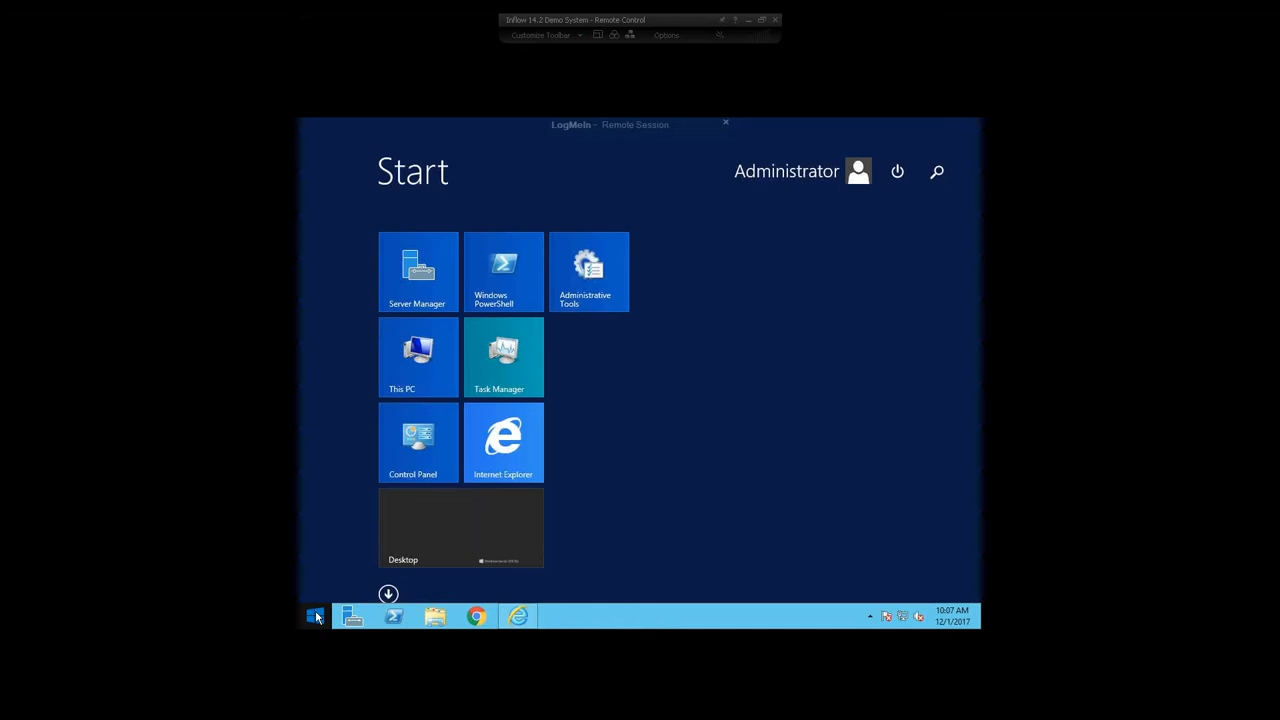 Inflow 14.2 Demo System - Remote Control
Customize Toolbar
Options
LogMeIn - Remote Session
Start
Administrator
Server Manager
Windows
PowerShell
Administrative
Tools
This PC
Task Manager
Control Panel
Internet Explorer
Desktop
10:07 AM
12/1/2017